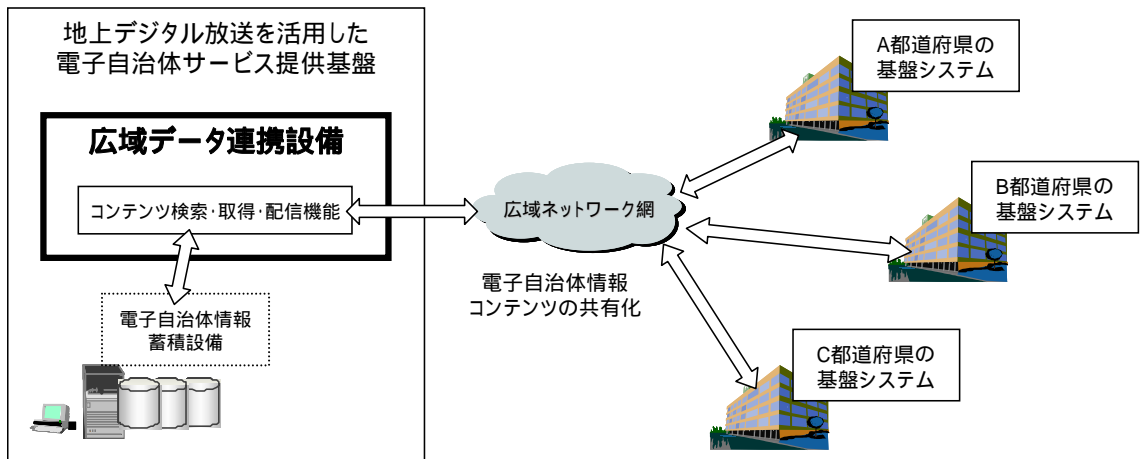 地上デジタル放送を活用した
電子自治体サービス提供基盤
広域データ連携設備
コンテンツ検索・取得・配信機能
電子自治体情報
蓄積設備
広域ネットワーク網
電子自治体情報
コンテンツの共有化
A都道府県の
基盤システム
B都道府県の
基盤システム
C都道府県の
基盤システム